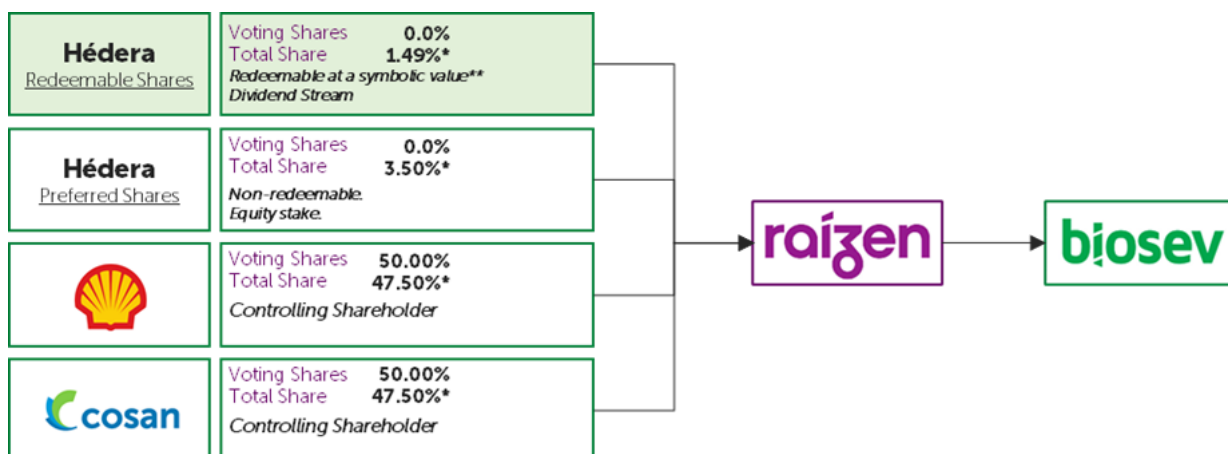 Hédera
Redeemable Shares
Voting Shares 0.0%
Total Share 1.49%*
Redeemable at a symbolic value**
Dividend Stream
Hédera
Preferred Shares
Voting Shares 0.0%
Total Share 3.50%*
Non-redeemable.
Equity stake.
Voting Shares 50.00%
Total Share 47.50%*
Controlling Shareholder
cosan
Voting Shares 50.00%
Total Share 47.50%*
Controlling Shareholder
raízen
biosev